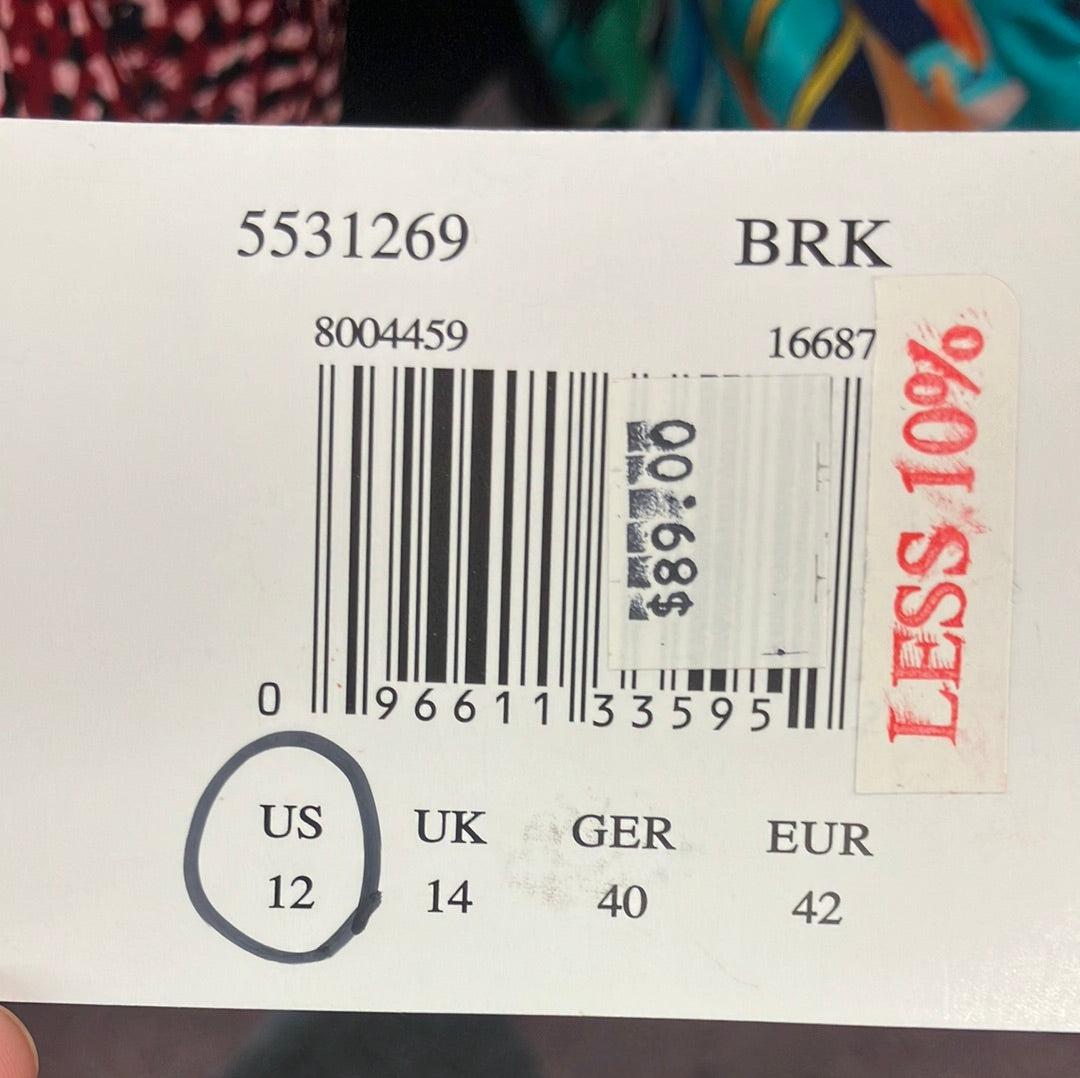 5531269 BRK
8004459 16687
$89.00
LESS 10%
0 96611 33595
US UK GER EUR
12 14 40 42